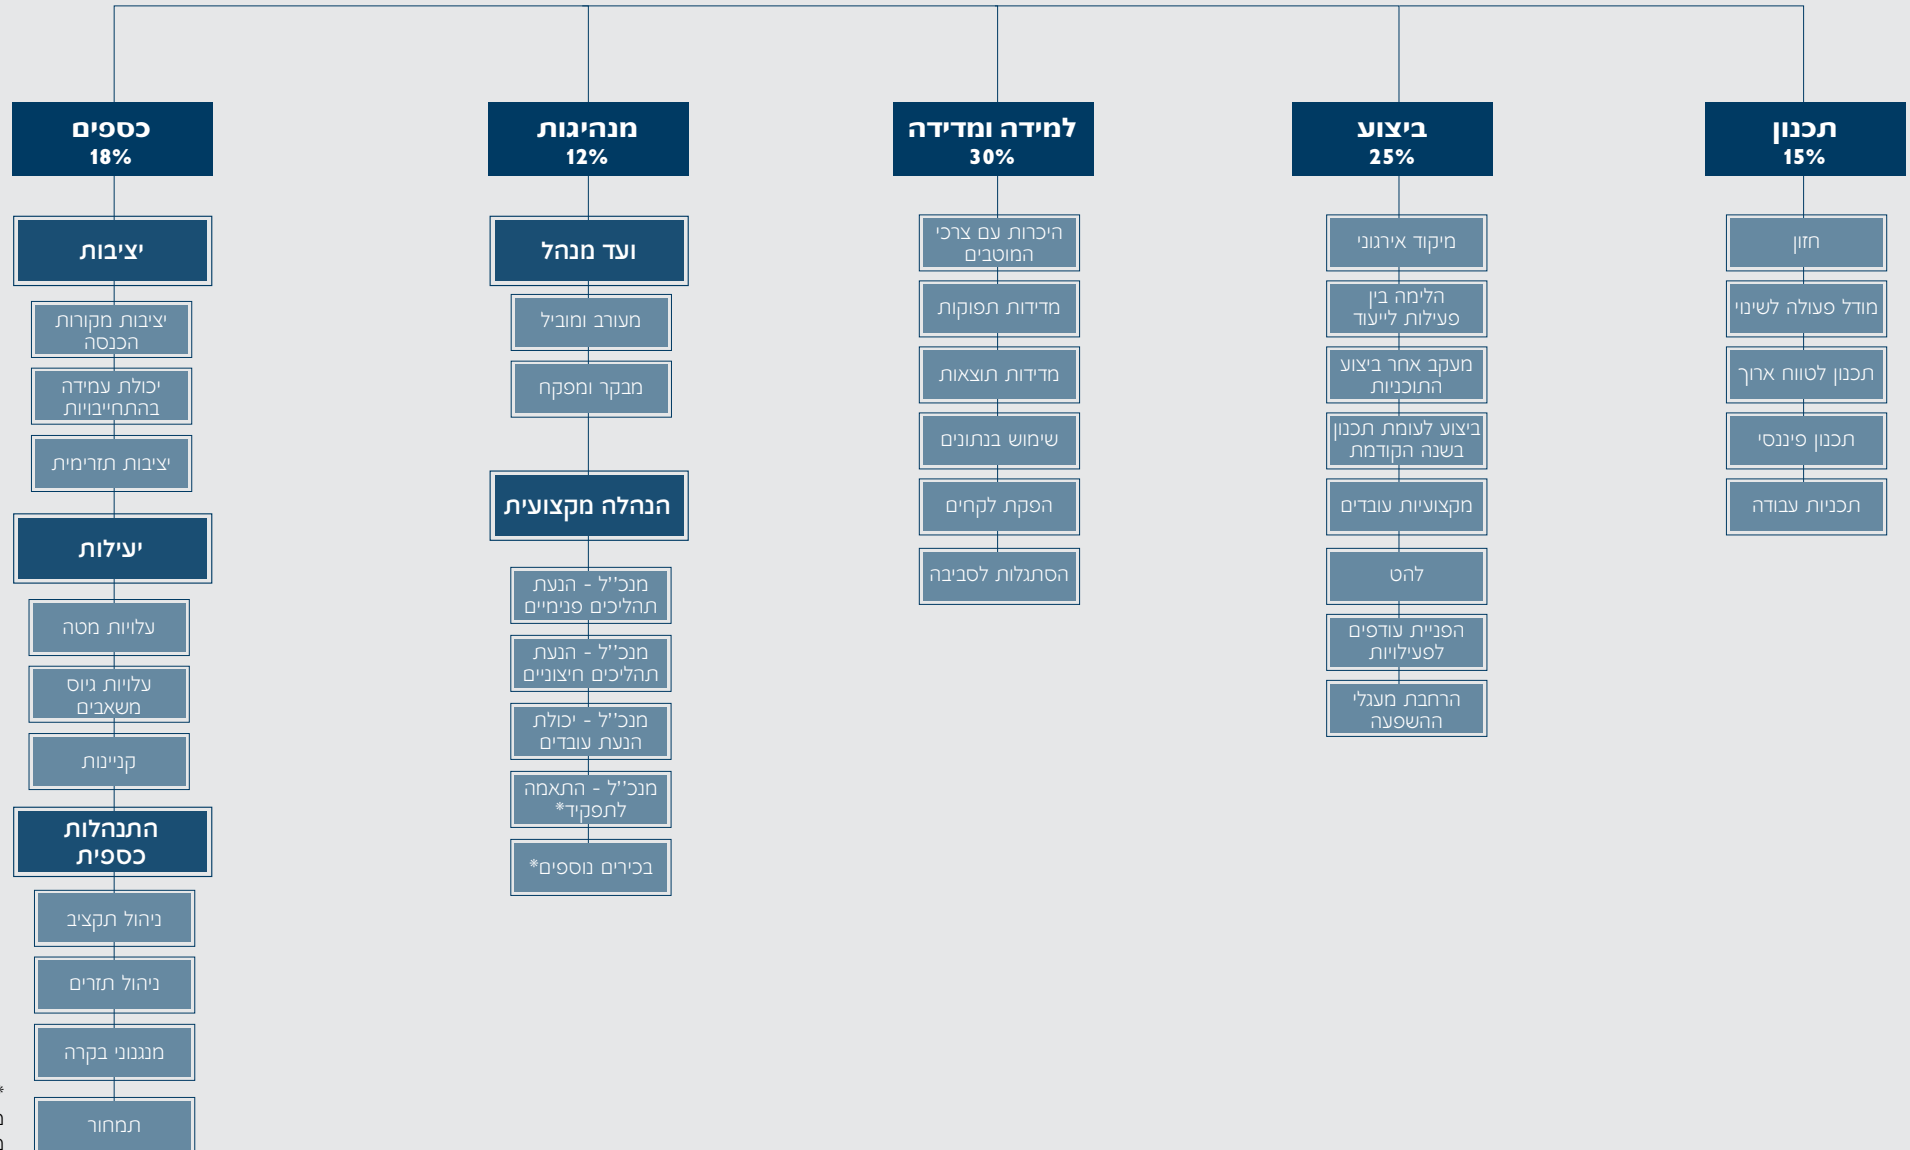 תכנון
15%
חזון
מודל פעולה לשינוי
תכנון לטווח ארוך
תכנון פיננסי
תכניות עבודה
ביצוע
25%
מיקוד אירגוני
הלימה בין
פעילות לייעוד
מעקב אחר ביצוע
התוכניות
ביצוע לעומת תכנון
בשנה הקודמת
מקצועיות עובדים
להט
הפניית עודפים
לפעילויות
הרחבת מעגלי
ההשפעה
למידה ומדידה
30%
היכרות עם צרכי
המוטבים
מדידות תפוקות
מדידות תוצאות
שימוש בנתונים
הפקת לקחים
הסתגלות לסביבה
מנהיגות
12%
ועד מנהל
מעורב ומוביל
מבקר ומפקח
הנהלה מקצועית
מנכ''ל - הנעת
תהליכים פנימיים
מנכ''ל - הנעת
תהליכים חיצוניים
מנכ''ל - יכולת
הנעת עובדים
מנכ''ל - התאמה
לתפקיד*
בכירים נוספים*
כספים
18%
יציבות
יציבות מקורות
הכנסה
יכולת עמידה
בהתחייבויות
יציבות תזרימית
יעילות
עלויות מטה
עלויות גיוס
משאבים
קניינות
התנהלות
כספית
ניהול תקציב
ניהול תזרים
מנגנוני בקרה
תמחור
*